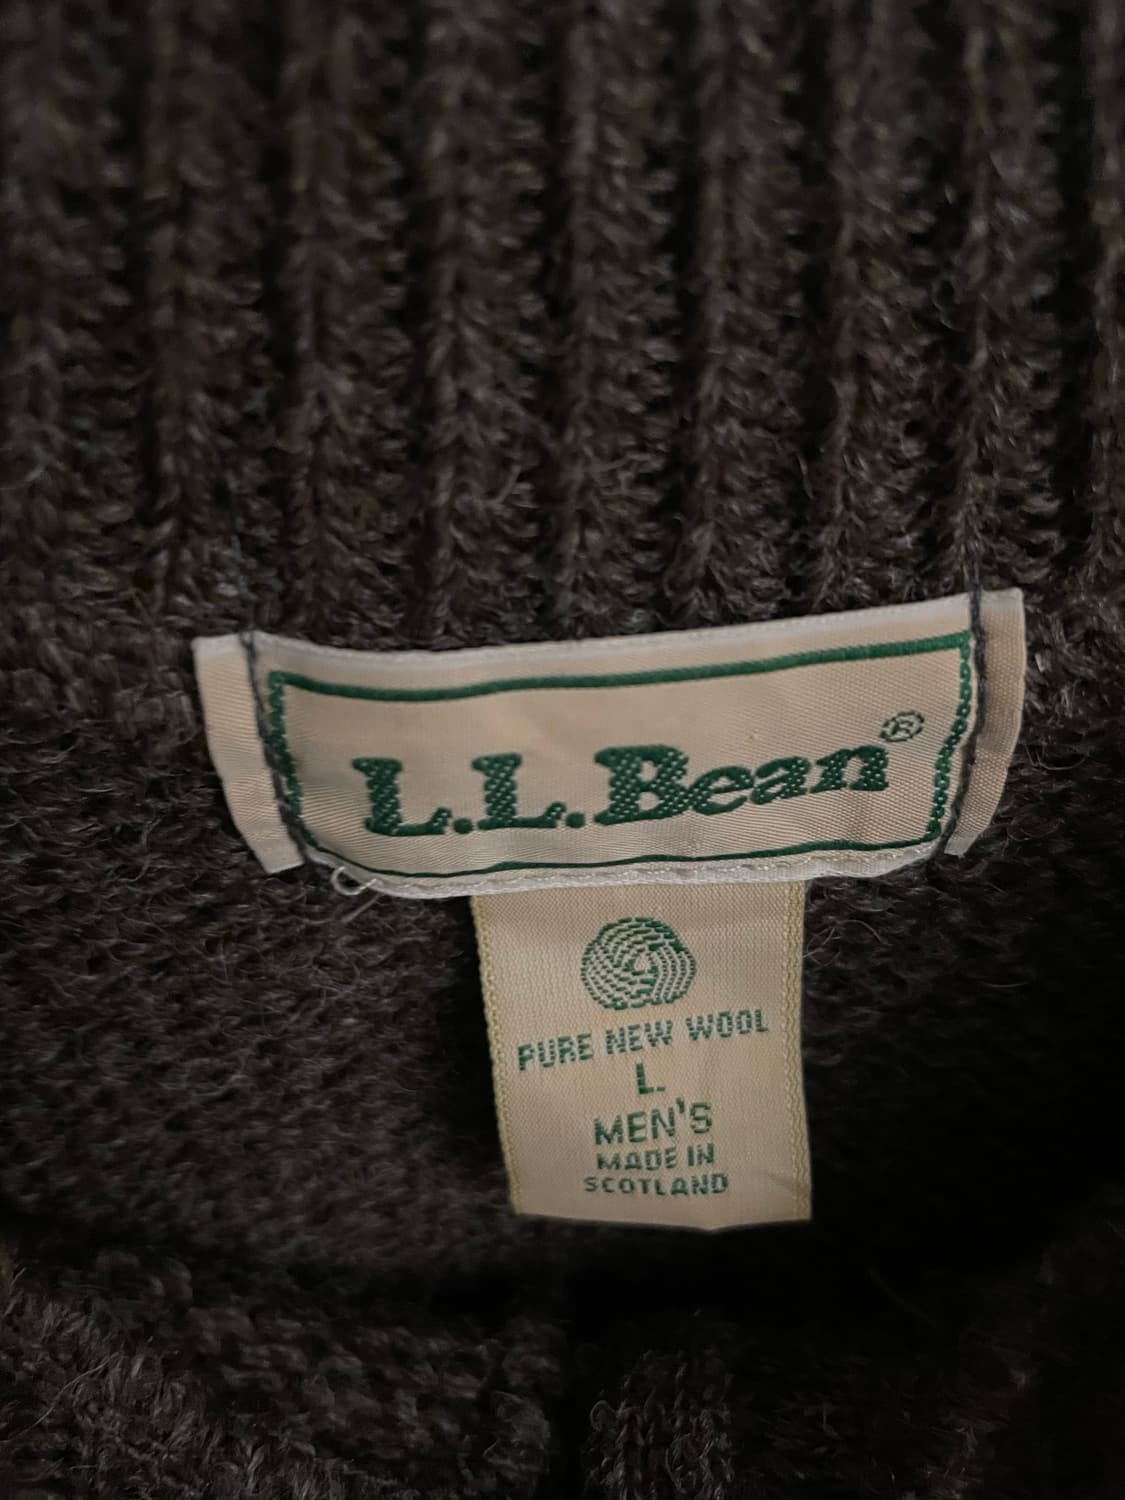 L.L.Bean®
PURE NEW WOOL
L.
MEN'S
MADE IN
SCOTLAND